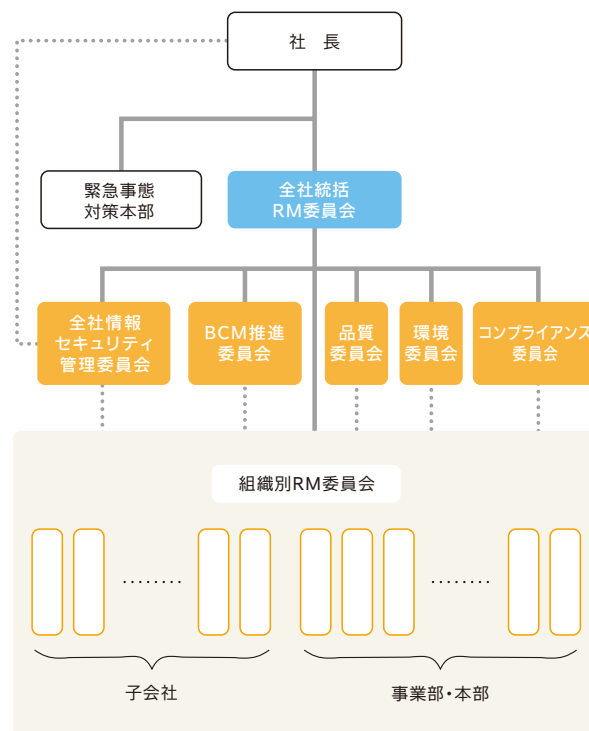 社 長
緊急事態
対策本部
全社統括
RM委員会
全社情報
セキュリティ
管理委員会
BCM推進
委員会
品質
委員会
環境
委員会
コンプライアンス
委員会
組織別RM委員会
………
………
子会社
事業部・本部